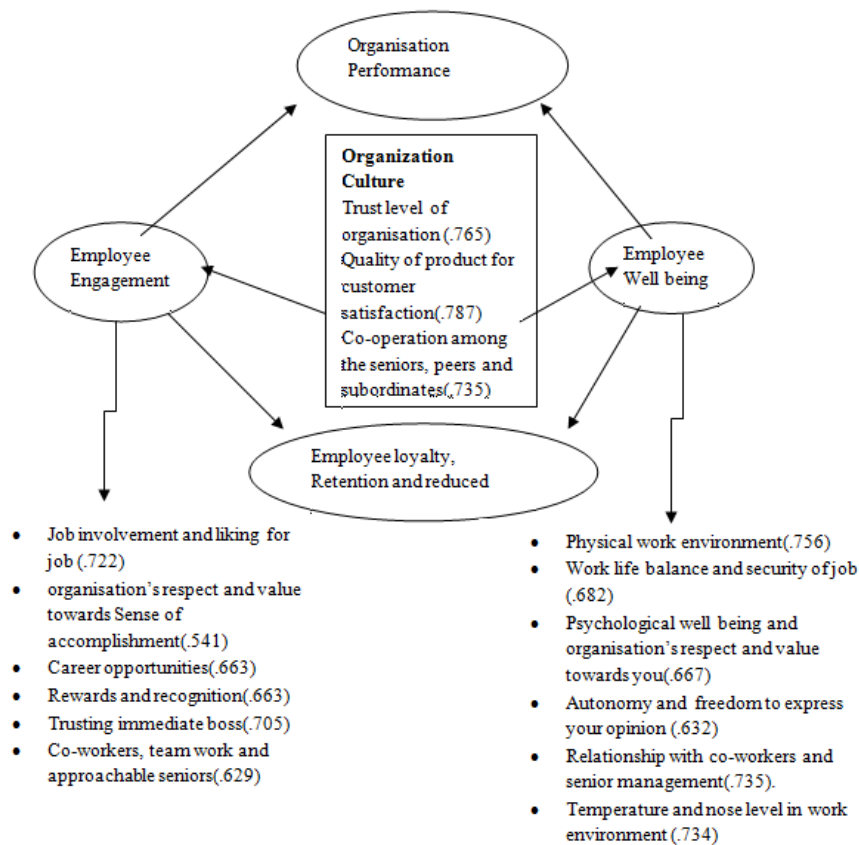 Organisation
Performance
Organization
Culture
Trust level of
organisation (.765)
Quality of product for
customer
satisfaction(.787)
Co-operation among
the seniors, peers and
subordinates(.735)
Employee
Engagement
Employee
Well being
Employee loyalty,
Retention and reduced
• Job involvement and liking for
job (.722)
• organisation's respect and value
towards Sense of
accomplishment(.541)
• Career opportunities(.663)
• Rewards and recognition(.663)
• Trusting immediate boss(.705)
• Co-workers, team work and
approachable seniors(.629)
• Physical work environment(.756)
• Work life balance and security of job
(.682)
• Psychological well being and
organisation's respect and value
towards you(.667)
• Autonomy and freedom to express
your opinion (.632)
• Relationship with co-workers and
senior management(.735).
• Temperature and nose level in work
environment (.734)